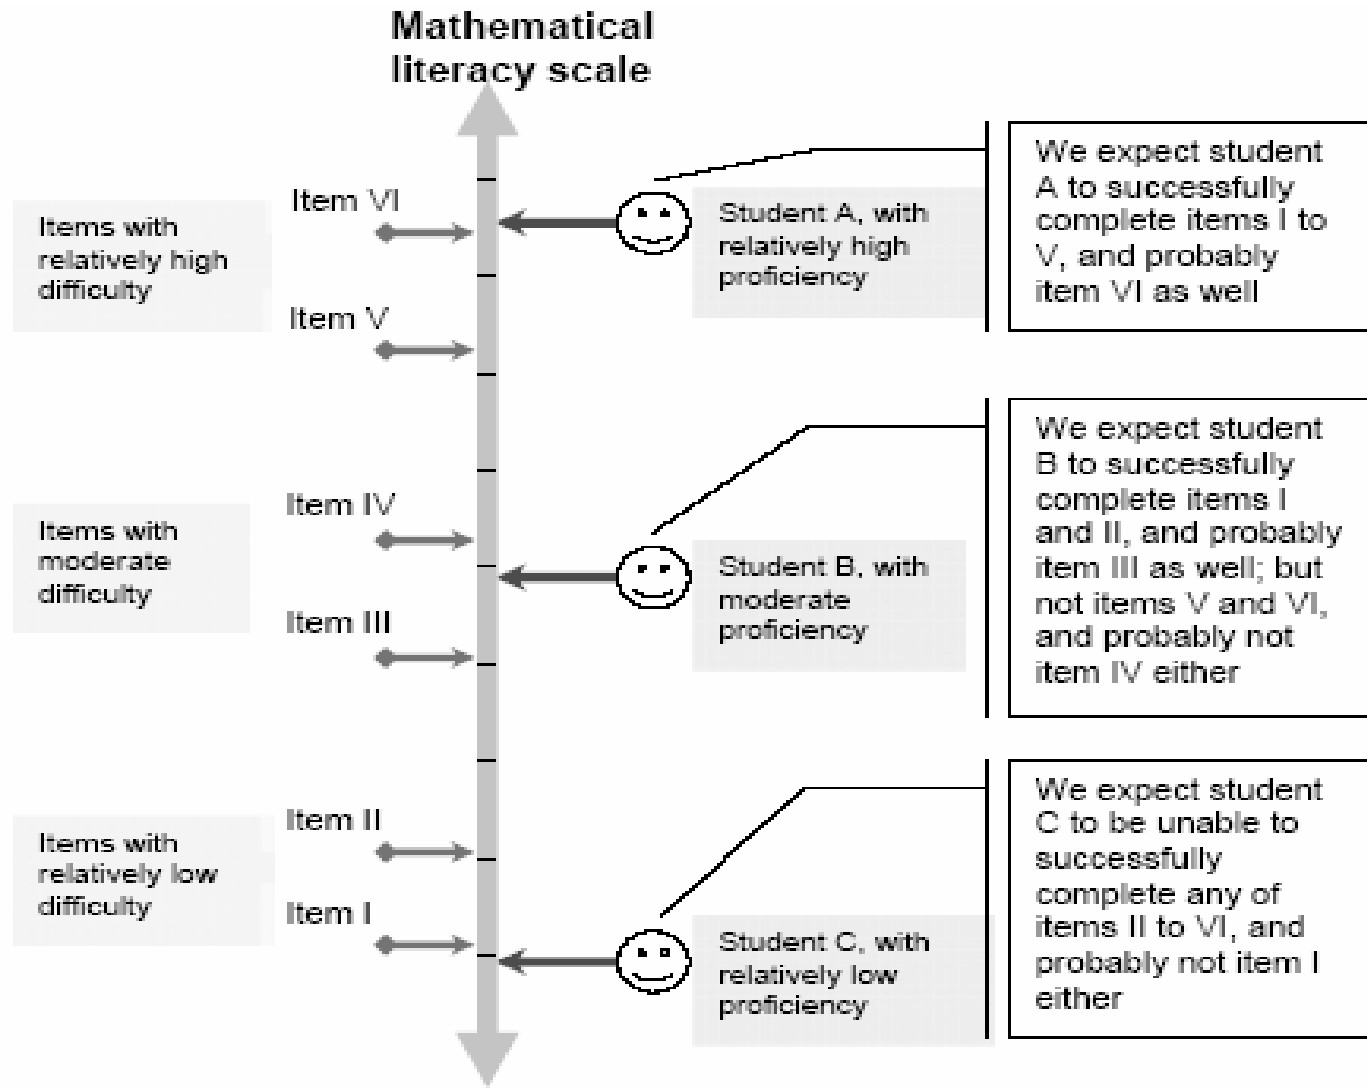 Mathematical
literacy scale
Item VI
Items with
relatively high
difficulty
Item V
Student A, with
relatively high
proficiency
We expect student
A to successfully
complete items I to
V, and probably
item VI as well
Item IV
Items with
moderate
difficulty
Item III
Student B, with
moderate
proficiency
We expect student
B to successfully
complete items I
and II, and probably
item III as well; but
not items V and VI,
and probably not
item IV either
Item II
Items with
relatively low
difficulty
Item I
Student C, with
relatively low
proficiency
We expect student
C to be unable to
successfully
complete any of
items II to VI, and
probably not item I
either